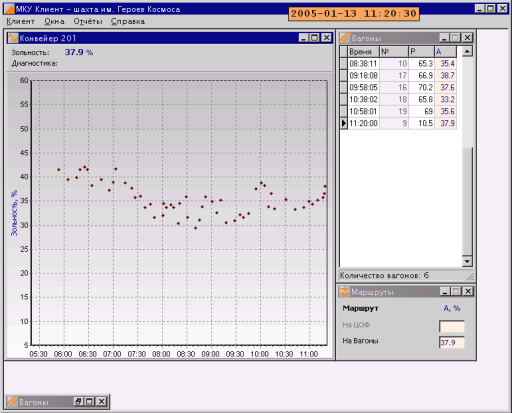 МКУ Клиент - шахта им. Героев Космоса
2005-01-13 11:20:30
Клиент Окна Отчёты Справка
Конвейер 201
Зольность: 37.9 %
Диагностика:
60
55
50
45
40
35
30
25
20
15
10
5
Зольность, %
05:30 06:00 06:30 07:00 07:30 08:00 08:30 09:00 09:30 10:00 10:30 11:00
Вагоны
Время № P A
08:38:11 10 65.3 35.4
09:18:08 17 66.9 38.7
09:58:05 16 70.2 37.6
10:38:02 18 65.8 33.2
10:58:01 19 69 35.6
11:20:00 9 10.5 37.9
Количество вагонов: 6
Маршруты
Маршрут A, %
На ЦОФ
На Вагоны 37.9
Вагоны